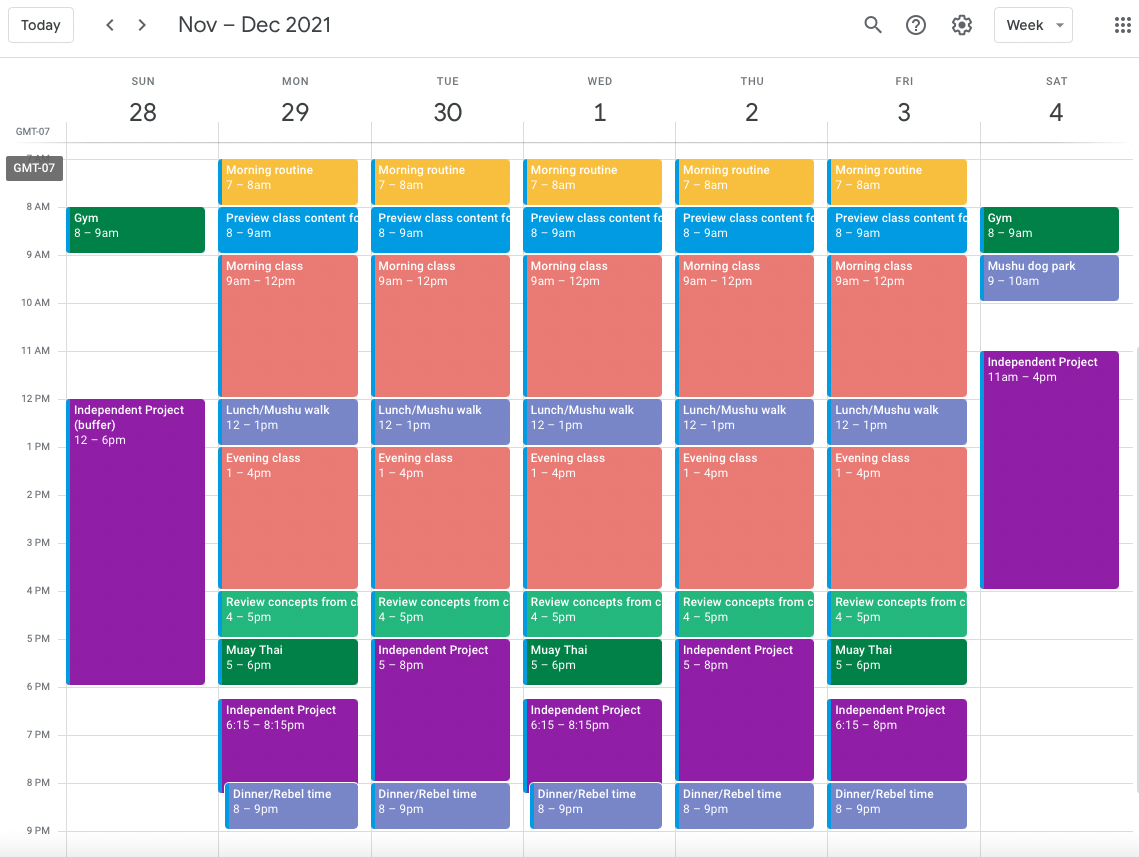 Today
Nov – Dec 2021
Week
SUN
28
MON
29
TUE
30
WED
1
THU
2
FRI
3
SAT
4
GMT-07
GMT-07
8 AM
9 AM
10 AM
11 AM
12 PM
1 PM
2 PM
3 PM
4 PM
5 PM
6 PM
7 PM
8 PM
9 PM
Gym
8 – 9am
Independent Project
(buffer)
12 – 6pm
Morning routine
7 – 8am
Preview class content fo
8 – 9am
Morning class
9am – 12pm
Lunch/Mushu walk
12 – 1pm
Evening class
1 – 4pm
Review concepts from c
4 – 5pm
Muay Thai
5 – 6pm
Independent Project
6:15 – 8:15pm
Dinner/Rebel time
8 – 9pm
Morning routine
7 – 8am
Preview class content fo
8 – 9am
Morning class
9am – 12pm
Lunch/Mushu walk
12 – 1pm
Evening class
1 – 4pm
Review concepts from c
4 – 5pm
Independent Project
5 – 8pm
Dinner/Rebel time
8 – 9pm
Morning routine
7 – 8am
Preview class content fo
8 – 9am
Morning class
9am – 12pm
Lunch/Mushu walk
12 – 1pm
Evening class
1 – 4pm
Review concepts from c
4 – 5pm
Muay Thai
5 – 6pm
Independent Project
6:15 – 8:15pm
Dinner/Rebel time
8 – 9pm
Morning routine
7 – 8am
Preview class content fo
8 – 9am
Morning class
9am – 12pm
Lunch/Mushu walk
12 – 1pm
Evening class
1 – 4pm
Review concepts from c
4 – 5pm
Independent Project
5 – 8pm
Dinner/Rebel time
8 – 9pm
Morning routine
7 – 8am
Preview class content fo
8 – 9am
Morning class
9am – 12pm
Lunch/Mushu walk
12 – 1pm
Evening class
1 – 4pm
Review concepts from c
4 – 5pm
Muay Thai
5 – 6pm
Independent Project
6:15 – 8pm
Dinner/Rebel time
8 – 9pm
Gym
8 – 9am
Mushu dog park
9 – 10am
Independent Project
11am – 4pm